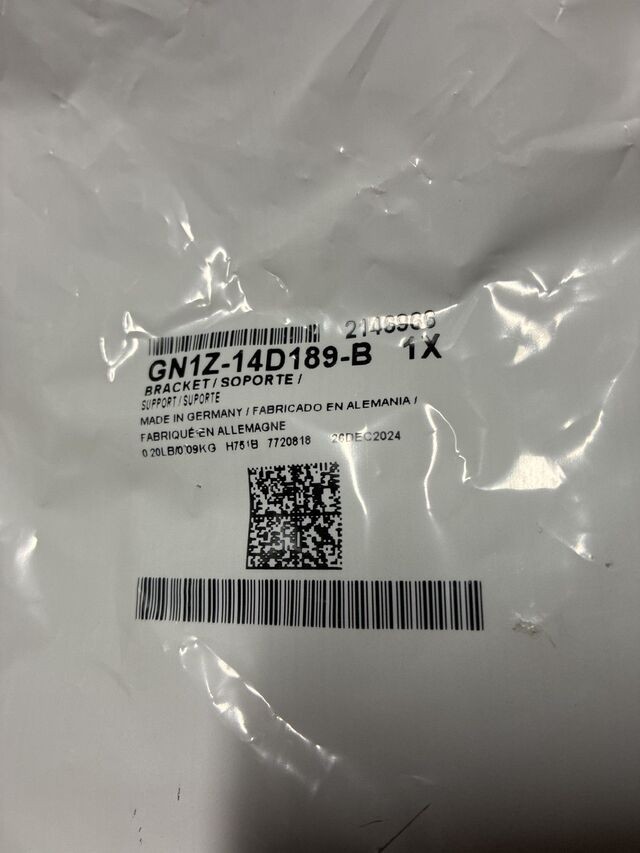 2146966
GN1Z-14D189-B 1X
BRACKET / SOPORTE /
SUPPORT / SUPORTE
MADE IN GERMANY / FABRICADO EN ALEMANIA /
FABRIQUÉ EN ALLEMAGNE
0.20LB/0.09KG H751B 7720818 26DEC2024